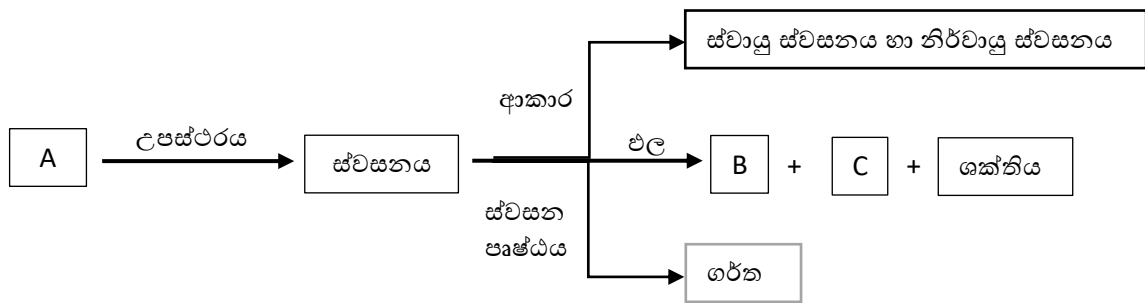 ස්වායු ස්වසනය හා නිර්වායු ස්වසනය
ආකාර
A
උපස්ථරය
ස්වසනය
ඵල
B + C + ශක්තිය
ස්වසන
පෘෂ්ඨය
ගර්ත